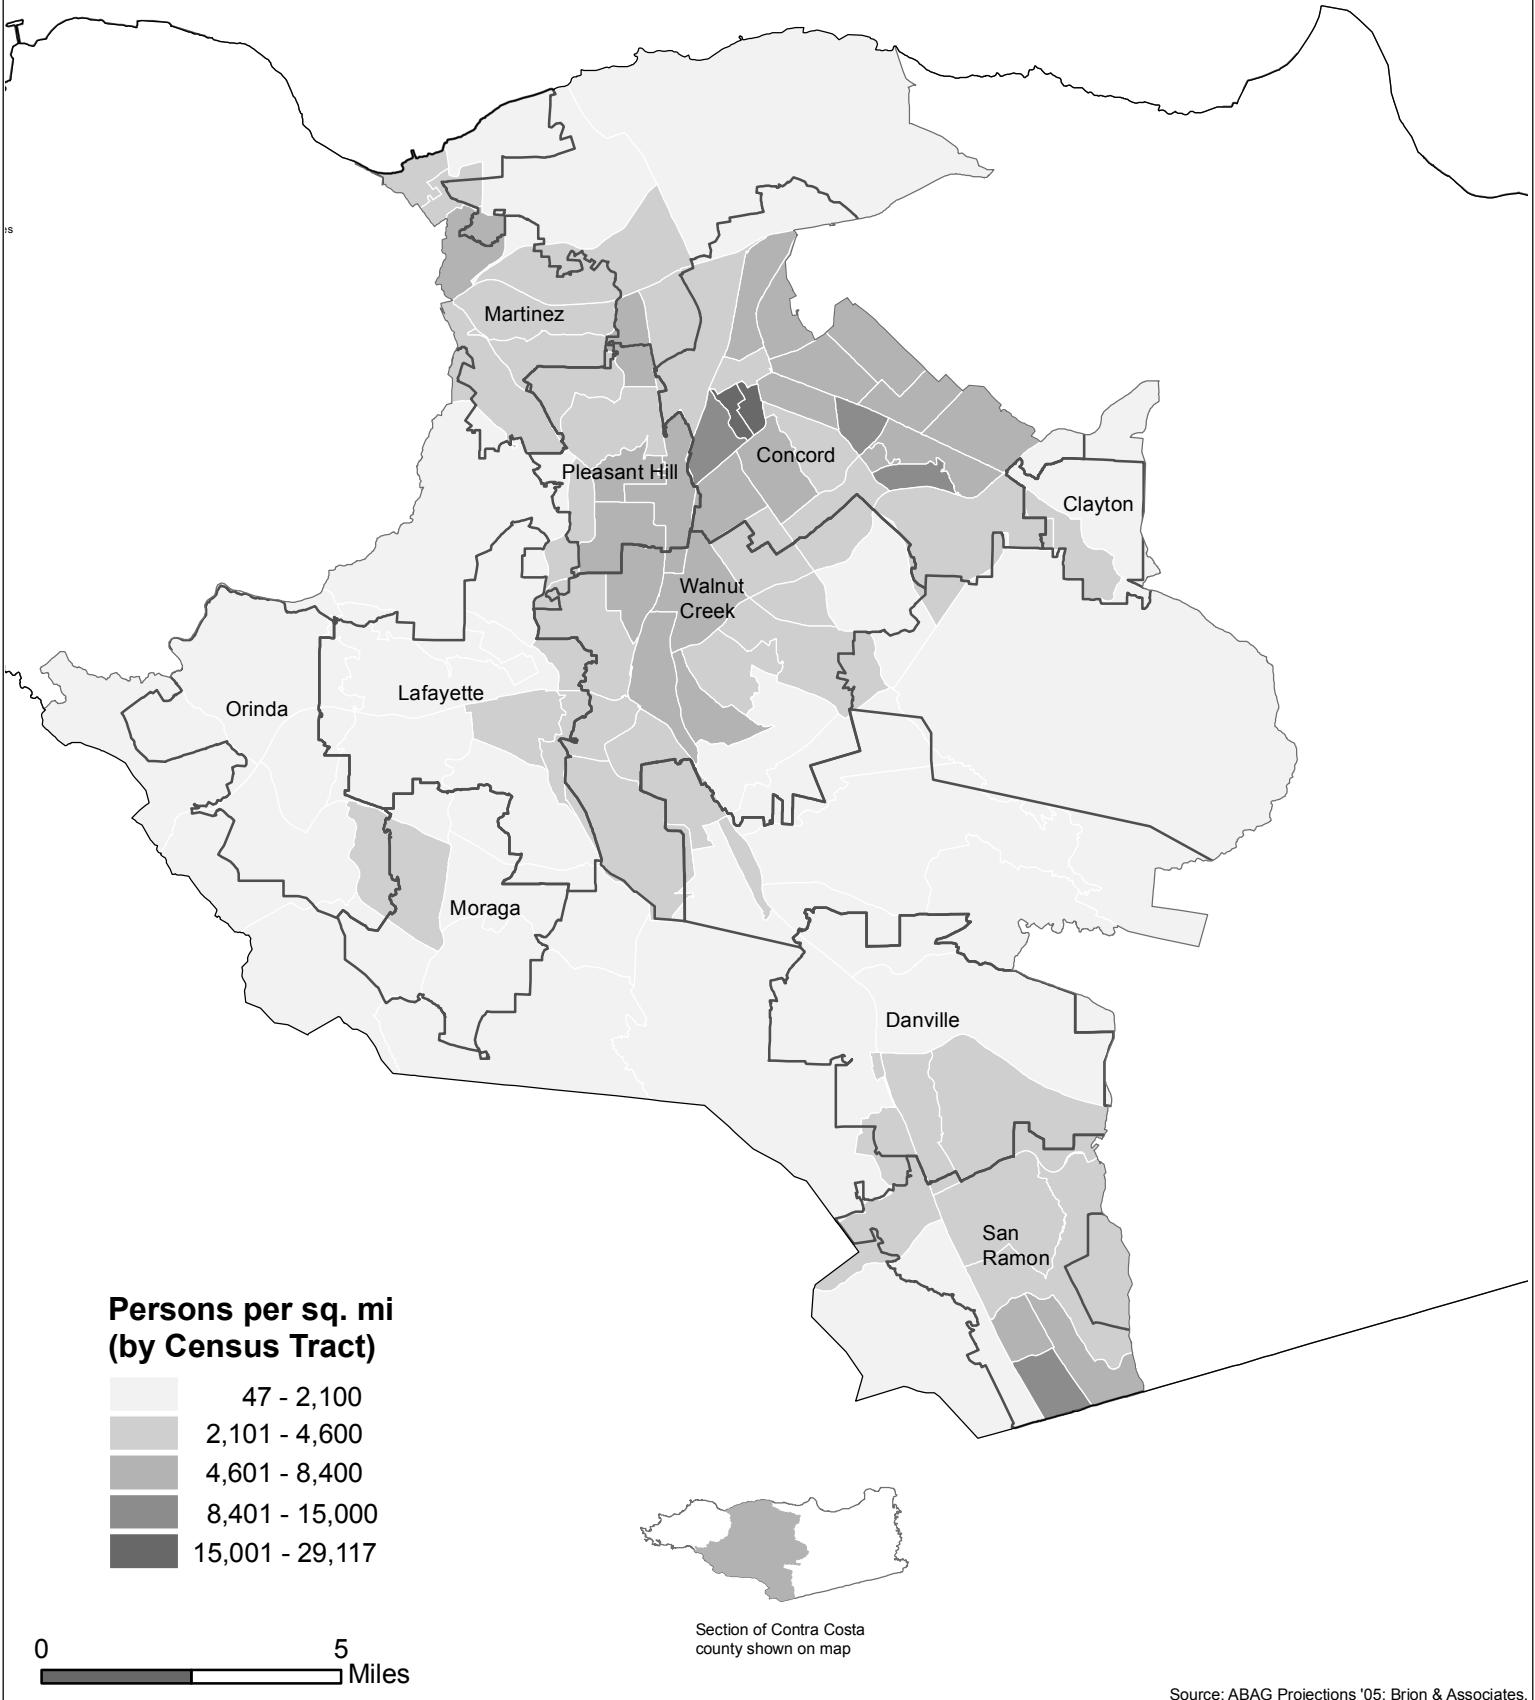 es
Martinez
Concord
Pleasant Hill
Clayton
Walnut
Creek
Lafayette
Orinda
Moraga
Danville
San
Ramon
Persons per sq. mi
(by Census Tract)
47 - 2,100
2,101 - 4,600
4,601 - 8,400
8,401 - 15,000
15,001 - 29,117
Section of Contra Costa
county shown on map
0 5
Miles
Source: ABAG Projections '05; Brion & Associates.